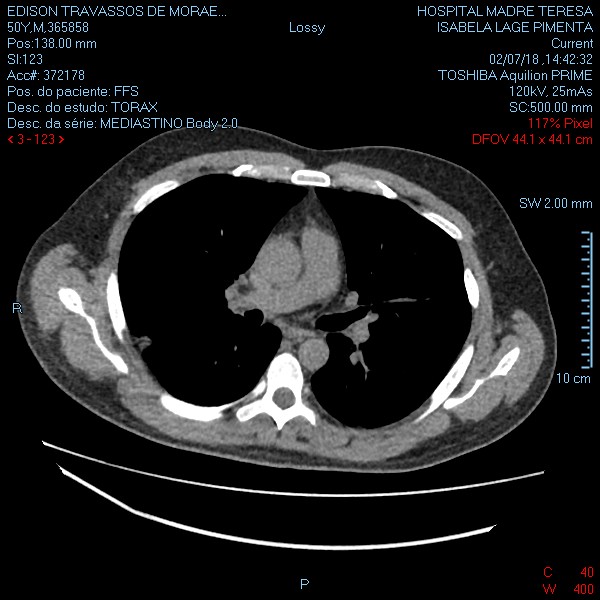 EDISON TRAVASSOS DE MORAE...
50Y,M,365858
Pos:138.00 mm
SI:123
Acc#: 372178
Pos. do paciente: FFS
Desc. do estudo: TORAX
Desc. da série: MEDIASTINO Body 2.0
< 3 - 123 >
Lossy
HOSPITAL MADRE TERESA
ISABELA LAGE PIMENTA
Current
02/07/18 ,14:42:32
TOSHIBA Aquilion PRIME
120kV, 25mAs
SC:500.00 mm
117% Pixel
DFOV 44.1 x 44.1 cm
SW 2.00 mm
R
10 cm
P
C 40
W 400